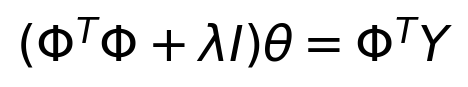 (Φ^TΦ + λI)θ = Φ^TY